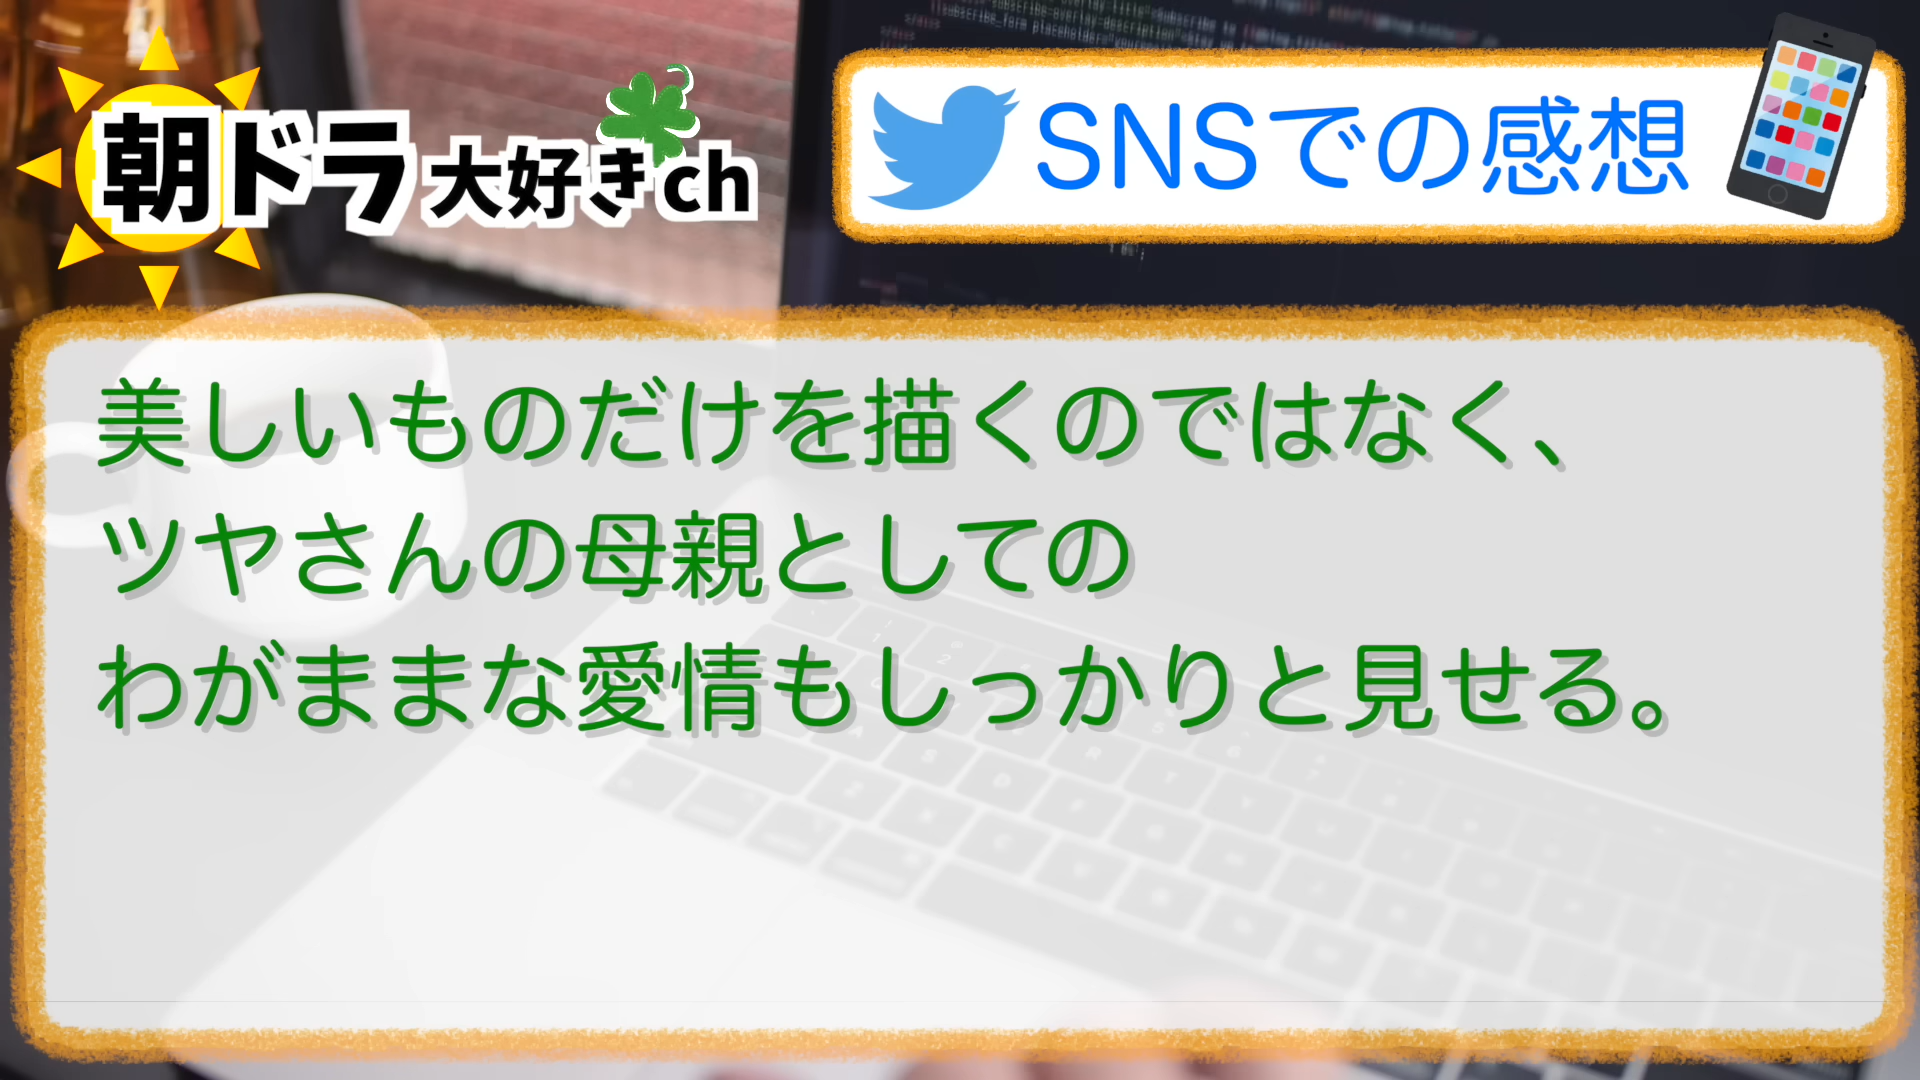 朝ドラ大好きch
SNSでの感想
美しいものだけを描くのではなく、
ツヤさんの母親としての
わがままな愛情もしっかりと見せる。